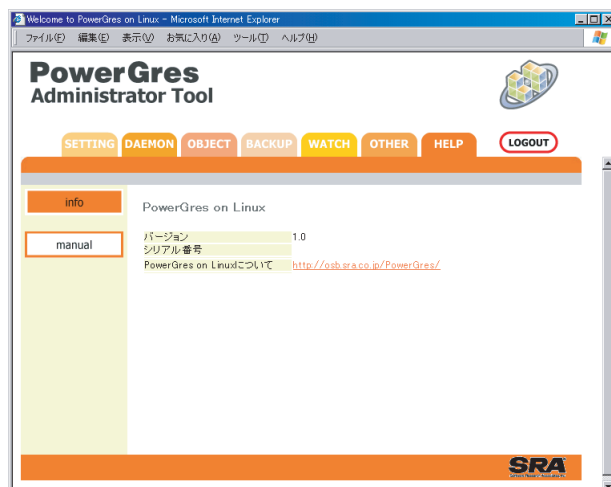 Welcome to PowerGres on Linux - Microsoft Internet Explorer
ファイル(F) 編集(E) 表示(V) お気に入り(A) ツール(T) ヘルプ(H)
PowerGres
Administrator Tool
SETTING DAEMON OBJECT BACKUP WATCH OTHER HELP LOGOUT
info
PowerGres on Linux
manual
バージョン 1.0
シリアル番号
PowerGres on Linuxについて http://osb.sra.co.jp/PowerGres/
SRA